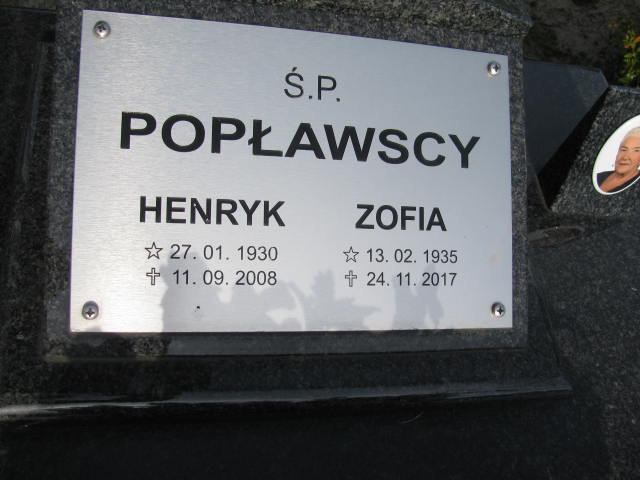 Ś.P.
POPŁAWSCY
HENRYK ZOFIA
☆ 27. 01. 1930 ☆ 13. 02. 1935
✝ 11. 09. 2008 ✝ 24. 11. 2017